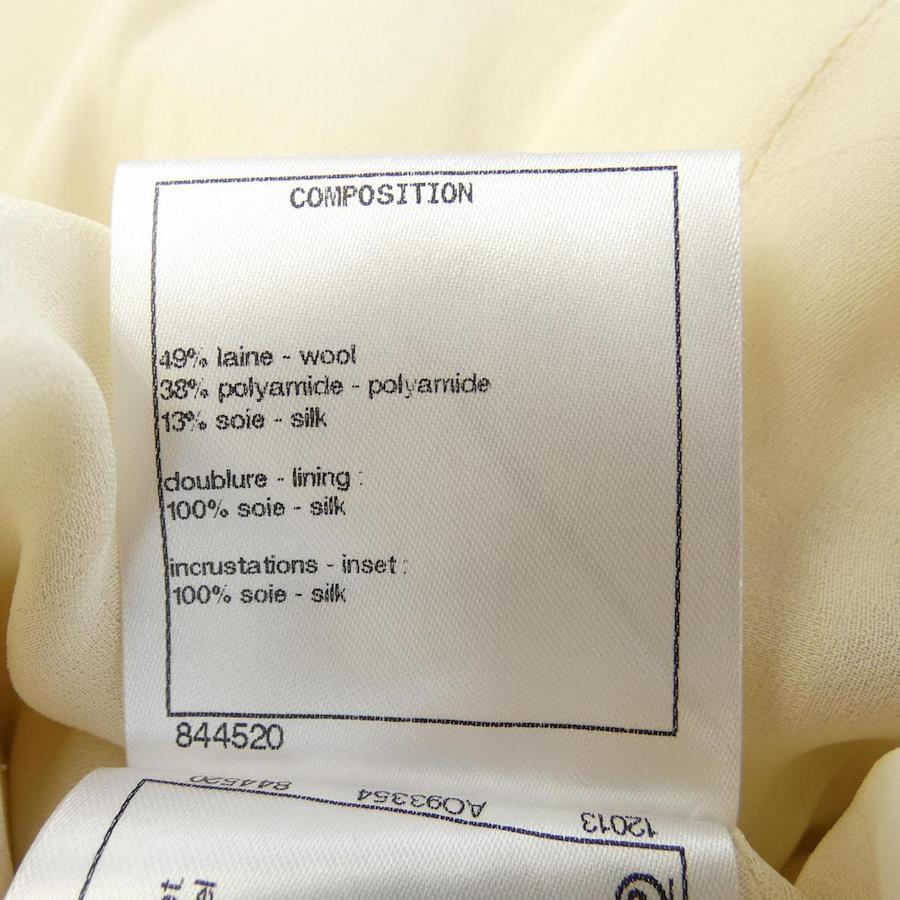 COMPOSITION
49% laine - wool
38% polyamide - polyamide
13% soie - silk
doublure - lining :
100% soie - silk
incrustations - inset :
100% soie - silk
844520
844520 AO93354 12013